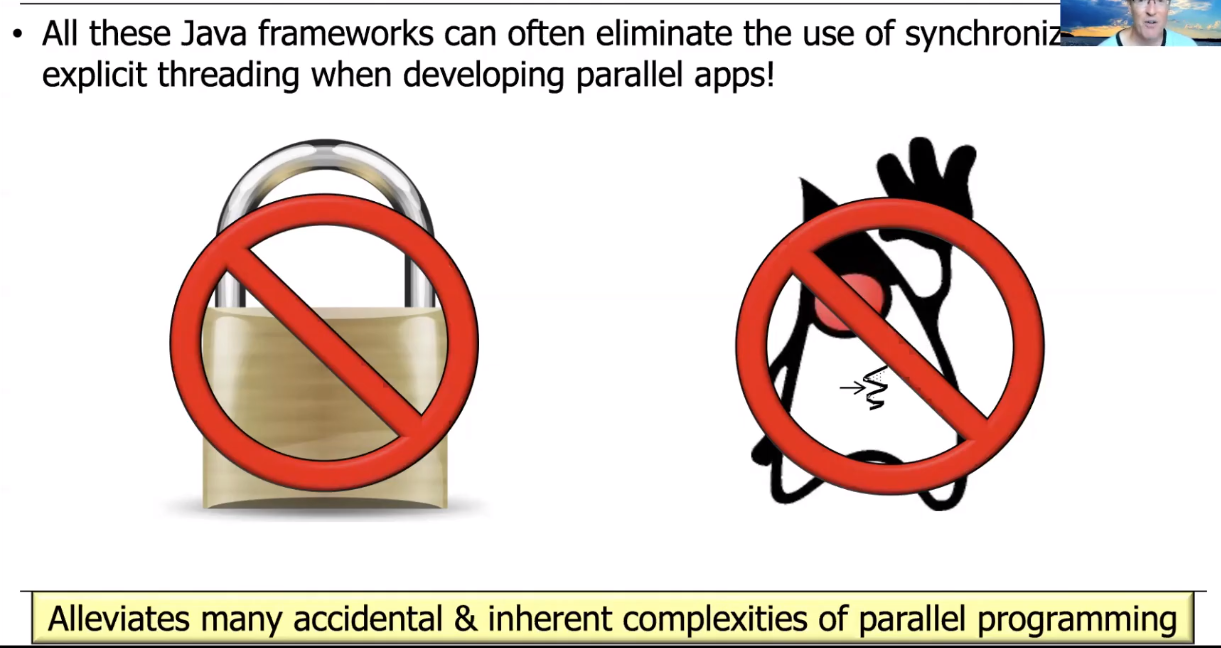 • All these Java frameworks can often eliminate the use of
explicit threading when developing parallel apps!
Alleviates many accidental & inherent complexities of parallel programming